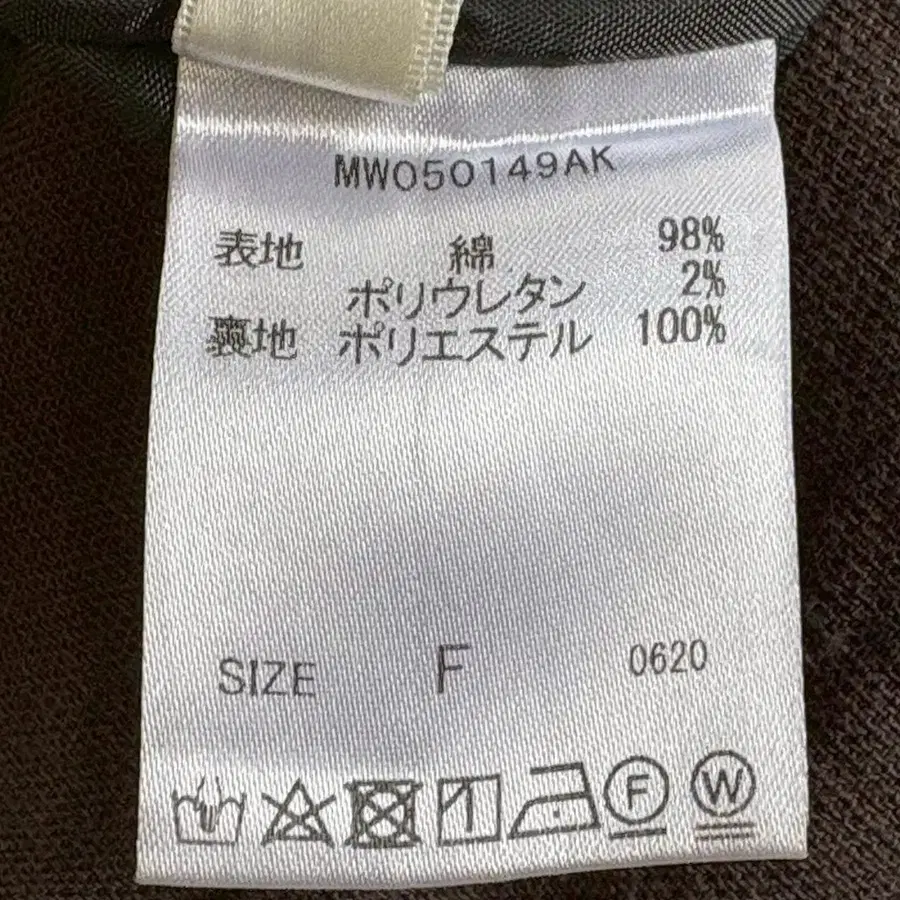 MW050149AK
表地 綿 98%
ポリウレタン 2%
裏地 ポリエステル 100%
SIZE F 0620
F W